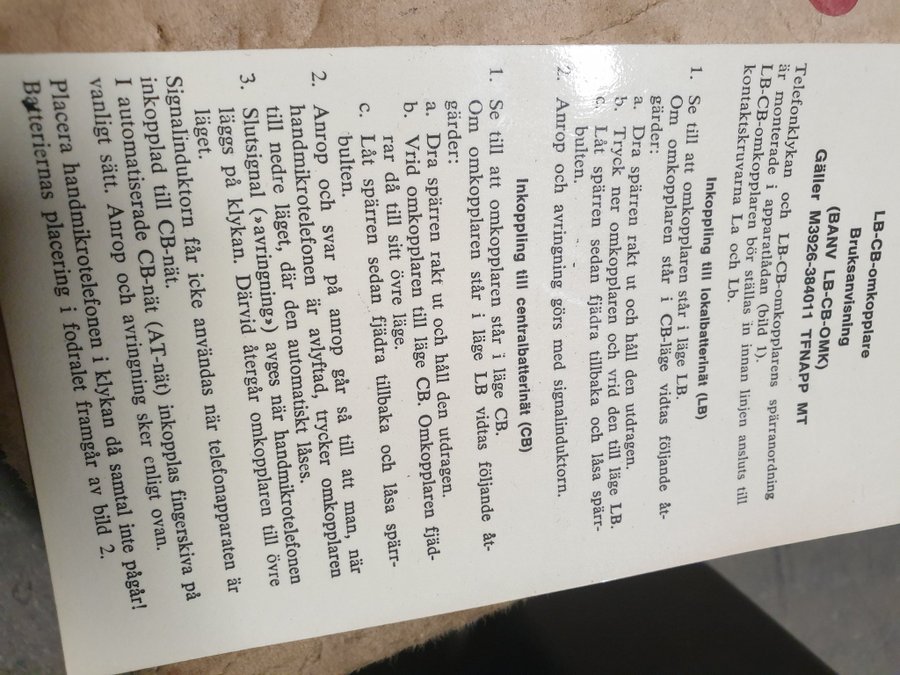 LB-CB-omkopplare
Bruksanvisning
(BANV LB-CB-OMK)
Gäller M3926-384011 TFNAPP MT
Telefonklykan och LB-CB-omkopplarens spärranordning
är monterade i apparatlådan (bild 1).
LB-CB-omkopplaren bör ställas in innan linjen ansluts till
kontaktskruvarna La och Lb.
Inkoppling till lokalbatterinät (LB)
1. Se till att omkopplaren står i läge LB.
Om omkopplaren står i CB-läge vidtas följande åt-
gärder:
a. Dra spärren rakt ut och håll den utdragen.
b. Tryck ner omkopplaren och vrid den till läge LB.
c. Låt spärren sedan fjädra tillbaka och låsa spärr-
bulten.
2. Anrop och avringning görs med signalinduktorn.
Inkoppling till centralbatterinät (CB)
1. Se till att omkopplaren står i läge CB.
Om omkopplaren står i läge LB vidtas följande åt-
gärder:
a. Dra spärren rakt ut och håll den utdragen.
b. Vrid omkopplaren till läge CB. Omkopplaren fjäd-
rar då till sitt övre läge.
c. Låt spärren sedan fjädra tillbaka och låsa spärr-
bulten.
2. Anrop och svar på anrop går så till att man, när
handmikrotelefonen är avlyftad, trycker omkopplaren
till nedre läget, där den automatiskt låses.
3. Slutsignal (»avringning») avges när handmikrotelefonen
läggs på klykan. Därvid återgår omkopplaren till övre
läget.
Signalinduktorn får icke användas när telefonapparaten är
inkopplad till CB-nät.
I automatiserade CB-nät (AT-nät) inkopplas fingerskiva på
vanligt sätt. Anrop och avringning sker enligt ovan.
Placera handmikrotelefonen i klykan då samtal inte pågår!
Batteriernas placering i fodralet framgår av bild 2.